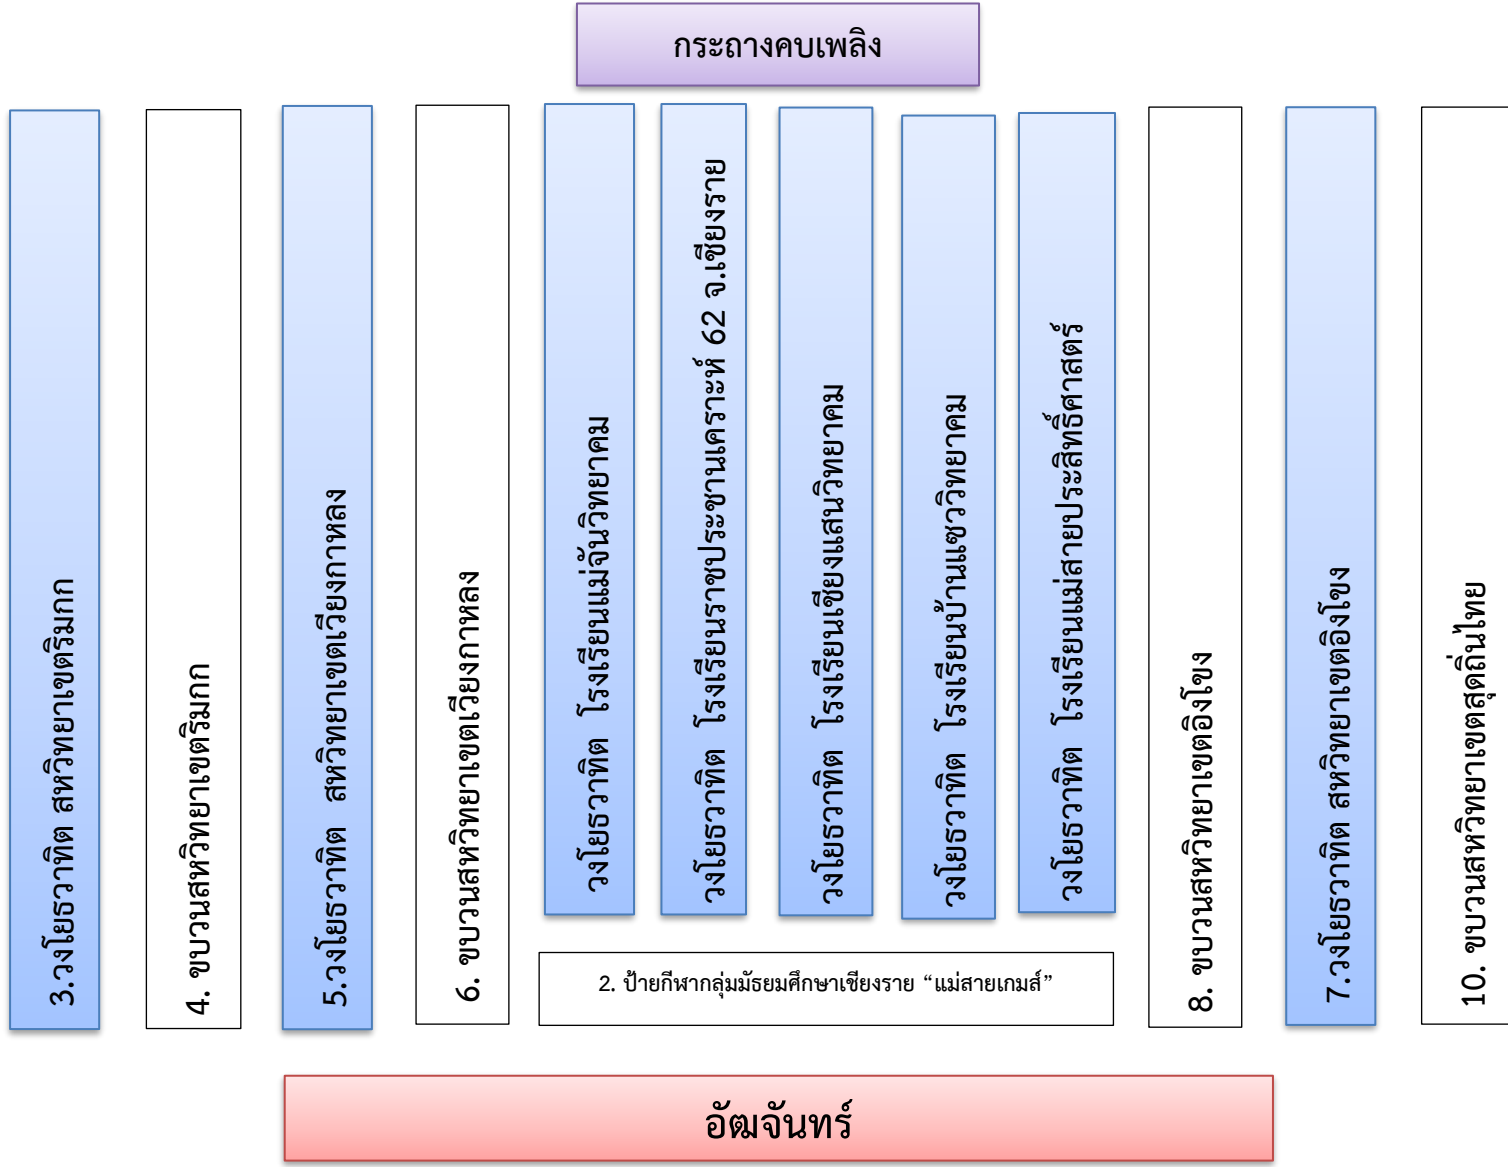 กระถางคบเพลิง
3.วงโยธวาทิต สหวิทยาเขตริมกก
4. ขบวนสหวิทยาเขตริมกก
5.วงโยธวาทิต สหวิทยาเขตเวียงกาหลง
6. ขบวนสหวิทยาเขตเวียงกาหลง
วงโยธวาทิต โรงเรียนแม่จันวิทยาคม
วงโยธวาทิต โรงเรียนราชประชานเคราะห์ 62 จ.เชียงราย
วงโยธวาทิต โรงเรียนเชียงแสนวิทยาคม
วงโยธวาทิต โรงเรียนบ้านแซววิทยาคม
วงโยธวาทิต โรงเรียนแม่สายประสิทธิ์ศาสตร์
8. ขบวนสหวิทยาเขตอิงโขง
7.วงโยธวาทิต สหวิทยาเขตอิงโขง
10. ขบวนสหวิทยาเขตสุดถิ่นไทย
2. ป้ายกีฬากลุ่มมัธยมศึกษาเชียงราย “แม่สายเกมส์”
อัฒจันทร์